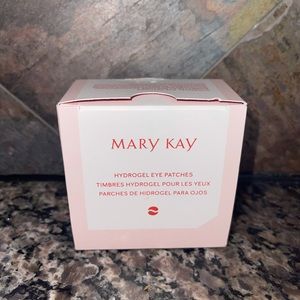 MARY KAY
HYDROGEL EYE PATCHES
TIMBRES HYDROGEL POUR LES YEUX
PARCHES DE HIDROGEL PARA OJOS